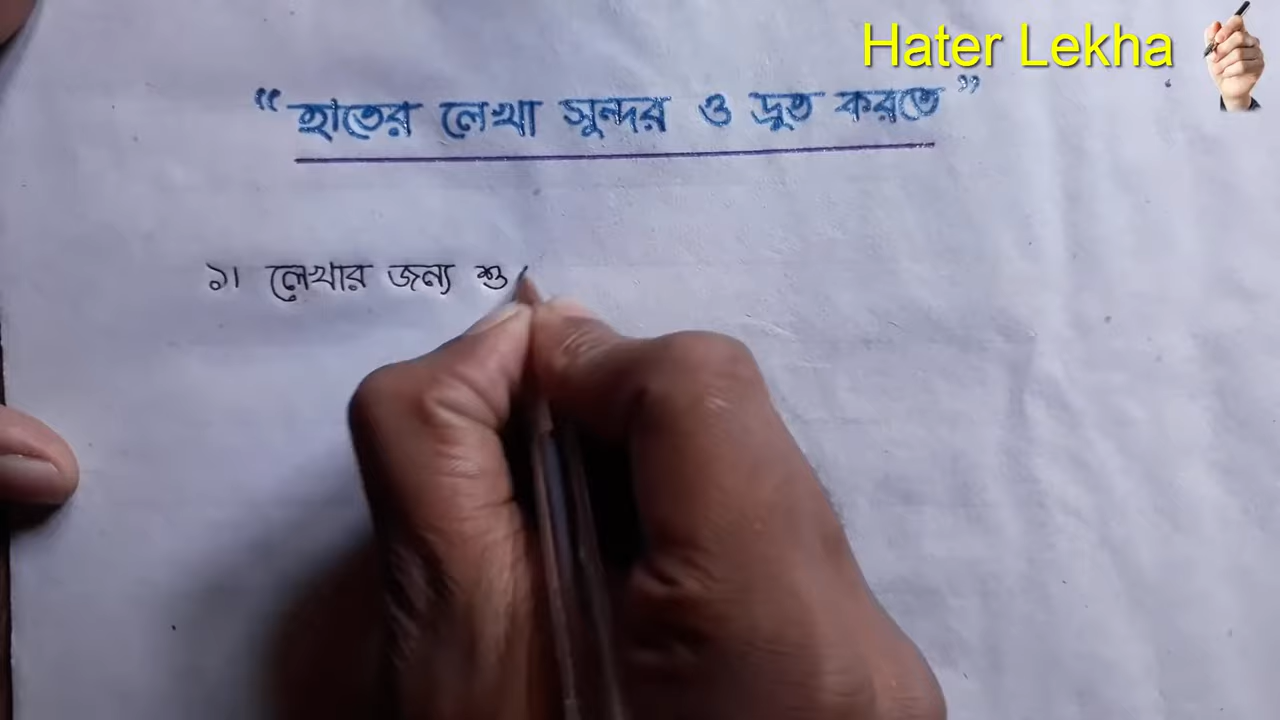 Hater Lekha
“হাতের লেখা সুন্দর ও দ্রুত করতে”
১। লেখার জন্য শু